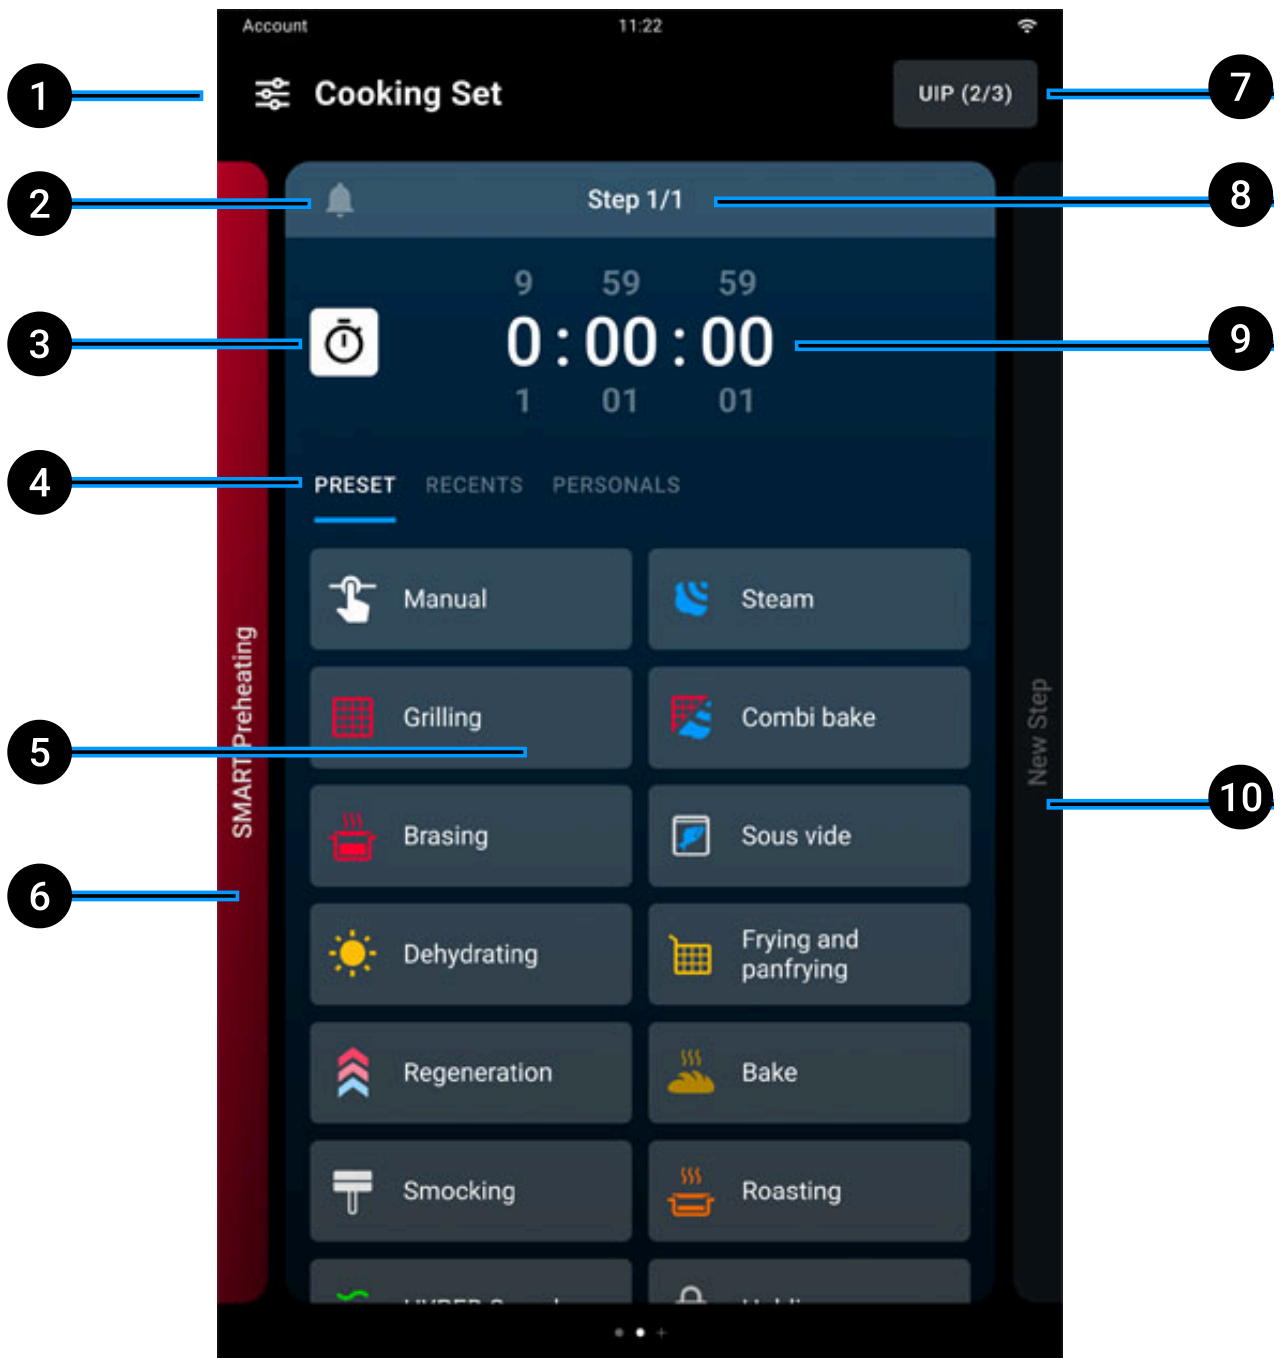 Account 11:22
1 Cooking Set UIP (2/3) 7
2 Step 1/1 8
9 59 59
3 0 : 00 : 00 9
1 01 01
4 PRESET RECENTS PERSONALS
Manual Steam
Grilling Combi bake
5 SMART Preheating New Step
10
Brasing Sous vide
6
Dehydrating Frying and
panfrying
Regeneration Bake
Smocking Roasting